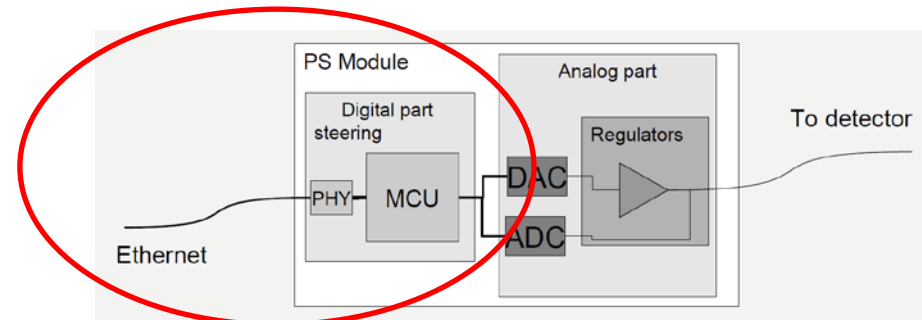 PS Module
Analog part
Digital part
steering
Regulators
To detector
DAC
PHY
MCU
ADC
Ethernet